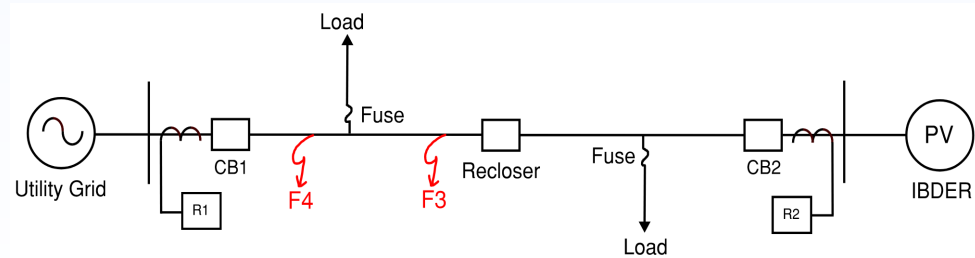 Load
Fuse
Utility Grid
CB1
R1
F4
F3
Recloser
Fuse
Load
CB2
R2
PV
IBDER